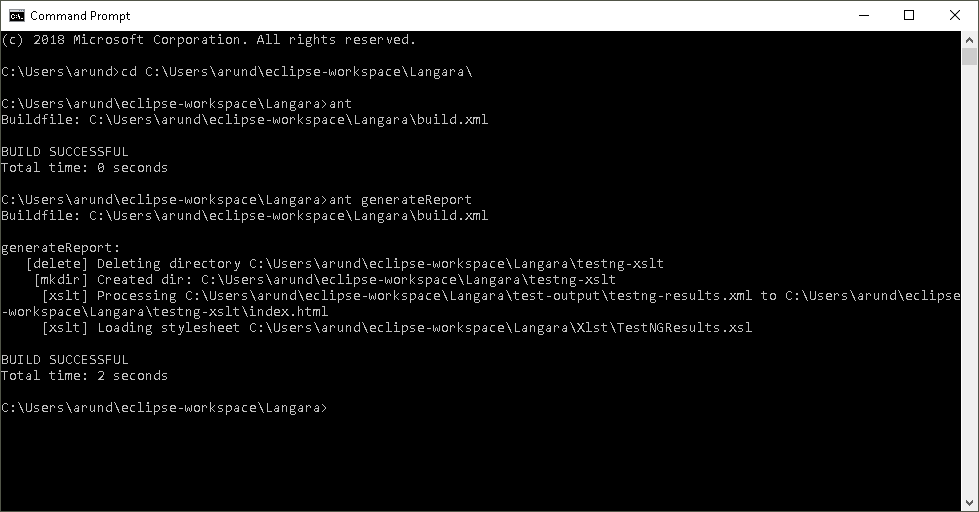 Command Prompt
(c) 2018 Microsoft Corporation. All rights reserved.
C:\Users\arund>cd C:\Users\arund\eclipse-workspace\Langara\
C:\Users\arund\eclipse-workspace\Langara>ant
Buildfile: C:\Users\arund\eclipse-workspace\Langara\build.xml
BUILD SUCCESSFUL
Total time: 0 seconds
C:\Users\arund\eclipse-workspace\Langara>ant generateReport
Buildfile: C:\Users\arund\eclipse-workspace\Langara\build.xml
generateReport:
[delete] Deleting directory C:\Users\arund\eclipse-workspace\Langara\testng-xslt
[mkdir] Created dir: C:\Users\arund\eclipse-workspace\Langara\testng-xslt
[xslt] Processing C:\Users\arund\eclipse-workspace\Langara\test-output\testng-results.xml to C:\Users\arund\eclipse
-workspace\Langara\testng-xslt\index.html
[xslt] Loading stylesheet C:\Users\arund\eclipse-workspace\Langara\Xlst\TestNGResults.xsl
BUILD SUCCESSFUL
Total time: 2 seconds
C:\Users\arund\eclipse-workspace\Langara>